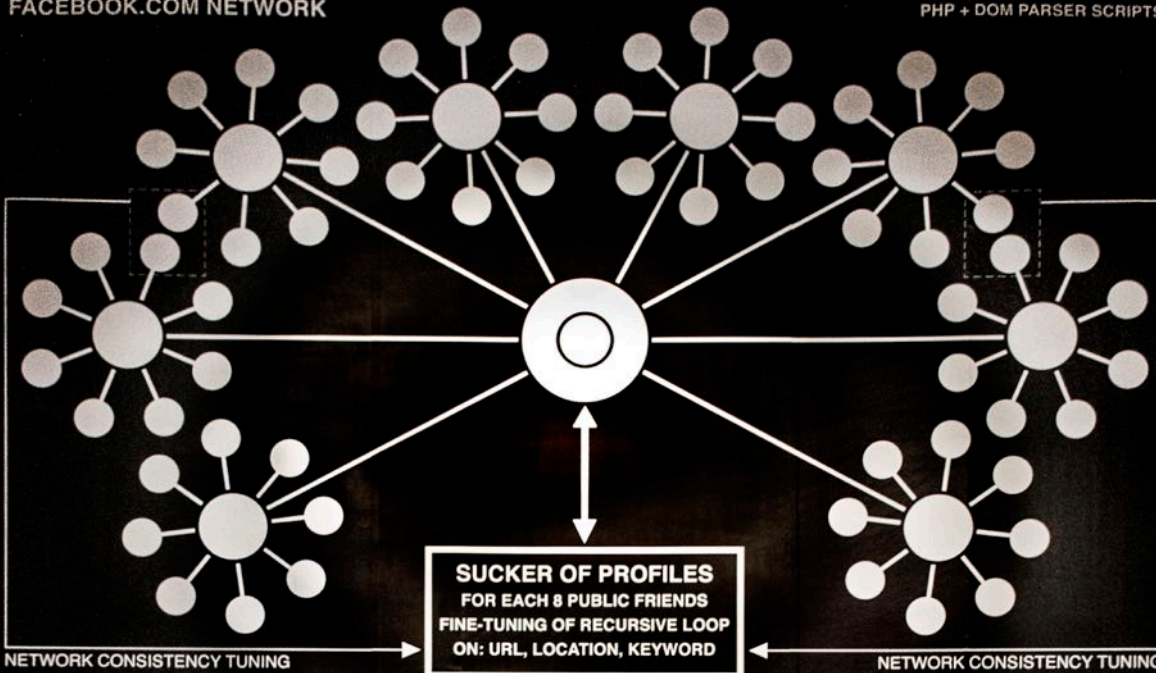 FACEBOOK.COM NETWORK
PHP + DOM PARSER SCRIPTS
SUCKER OF PROFILES
FOR EACH 8 PUBLIC FRIENDS
FINE-TUNING OF RECURSIVE LOOP
ON: URL, LOCATION, KEYWORD
NETWORK CONSISTENCY TUNING
NETWORK CONSISTENCY TUNING